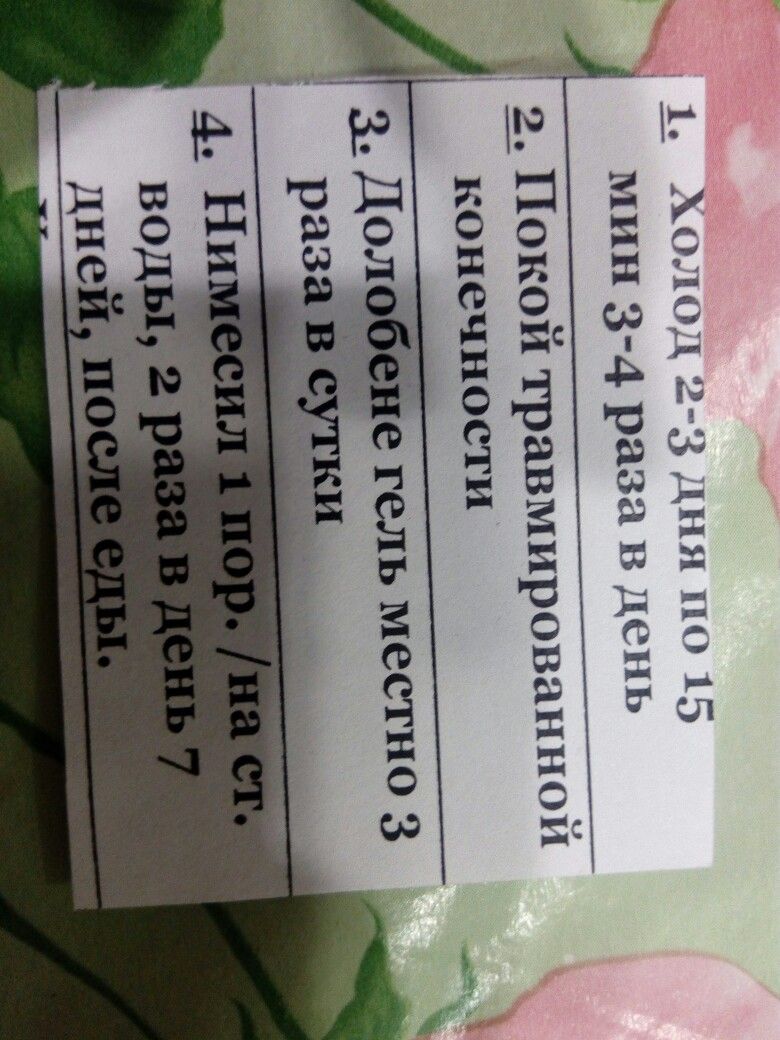 1. Холод 2-3 дня по 15
мин 3-4 раза в день
2. Покой травмированной
конечности
3. Долобене гель местно 3
раза в сутки
4. Нимесил 1 пор. /на ст.
воды, 2 раза в день 7
дней, после еды.